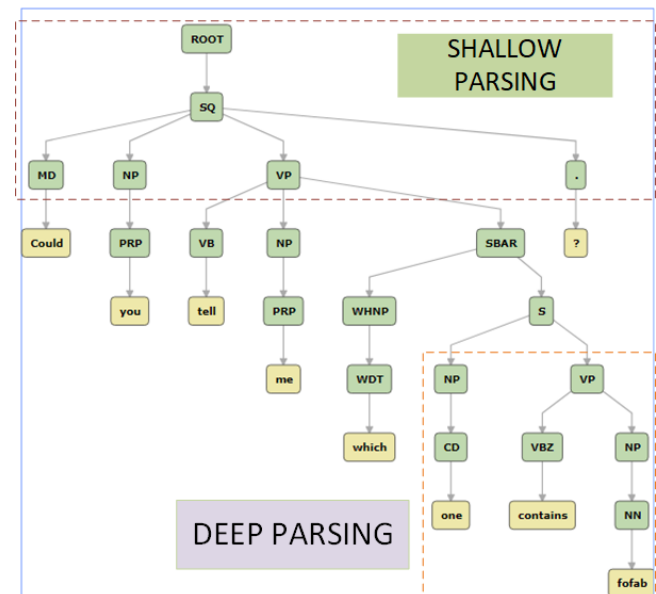 ROOT
SHALLOW
PARSING
SQ
MD NP VP .
Could PRP VB NP SBAR ?
you tell PRP WHNP S
me WDT NP VP
which CD VBZ NP
one contains NN
DEEP PARSING
fofab